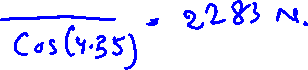 Cos(4.35) = 2283 N.